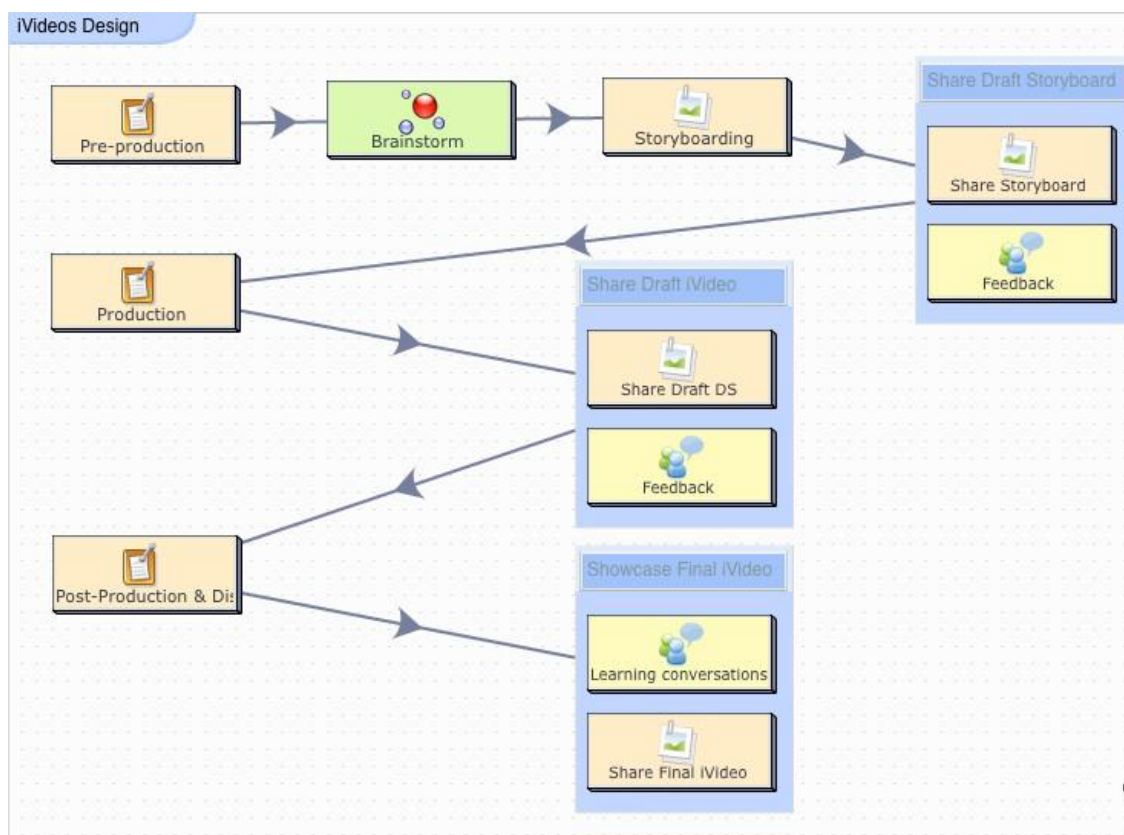 iVideos Design
Share Draft Storyboard
Pre-production
Brainstorm
Storyboarding
Share Storyboard
Feedback
Production
Share Draft iVideo
Share Draft DS
Feedback
Post-Production & Dis
Showcase Final iVideo
Learning conversations
Share Final iVideo